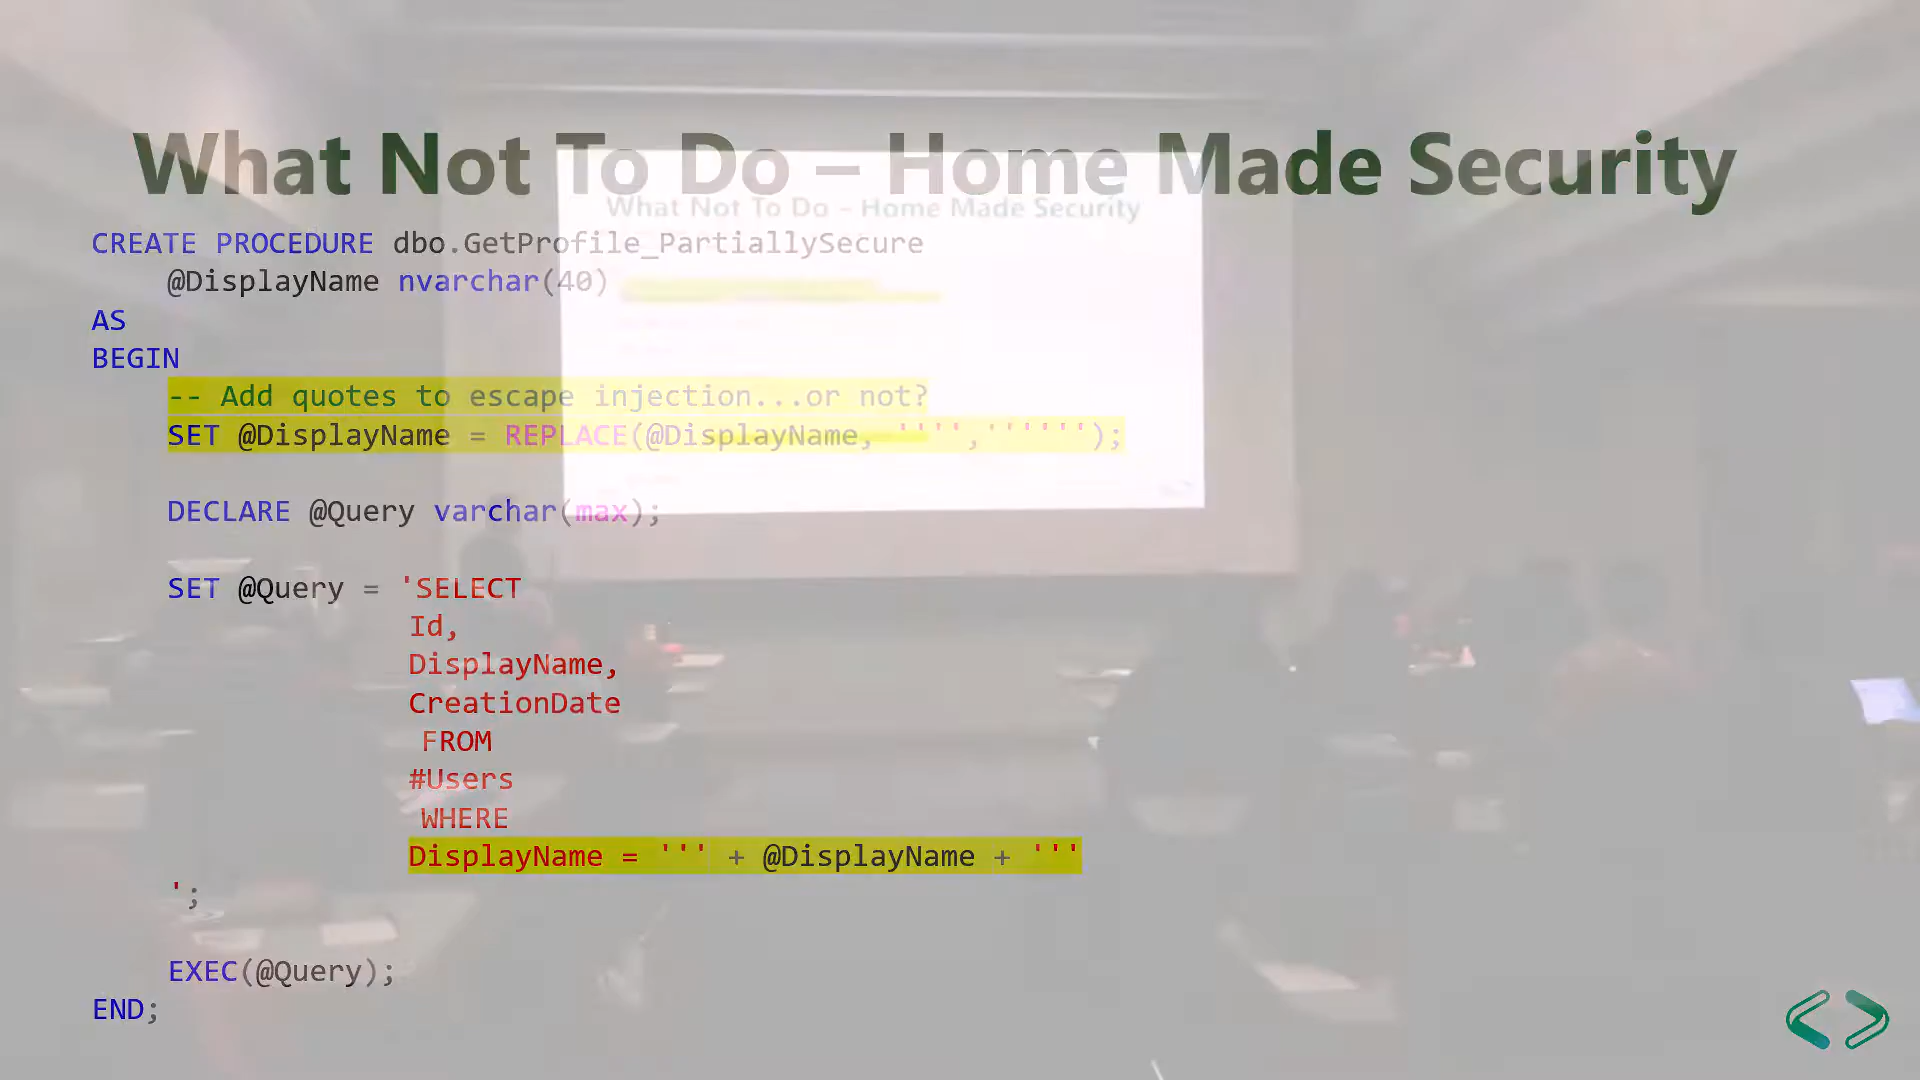 What Not To Do – Home Made Security
What Not To Do – Home Made Security
CREATE PROCEDURE dbo.GetProfile_PartiallySecure
@DisplayName nvarchar(40)
AS
BEGIN
-- Add quotes to escape injection...or not?
SET @DisplayName = REPLACE(@DisplayName, '''','''''');
DECLARE @Query varchar(max);
SET @Query = 'SELECT
Id,
DisplayName,
CreationDate
FROM
#Users
WHERE
DisplayName = ''' + @DisplayName + '''
';
EXEC(@Query);
END;